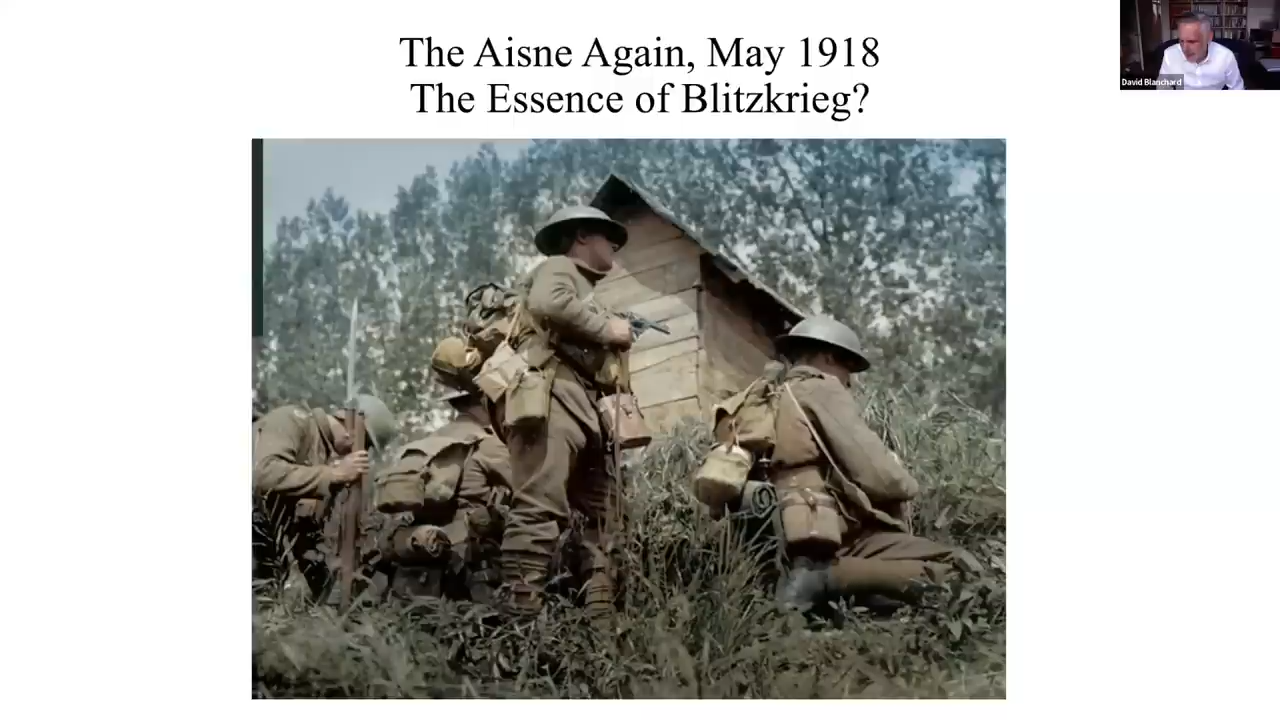 The Aisne Again, May 1918
The Essence of Blitzkrieg?
David Blanchard